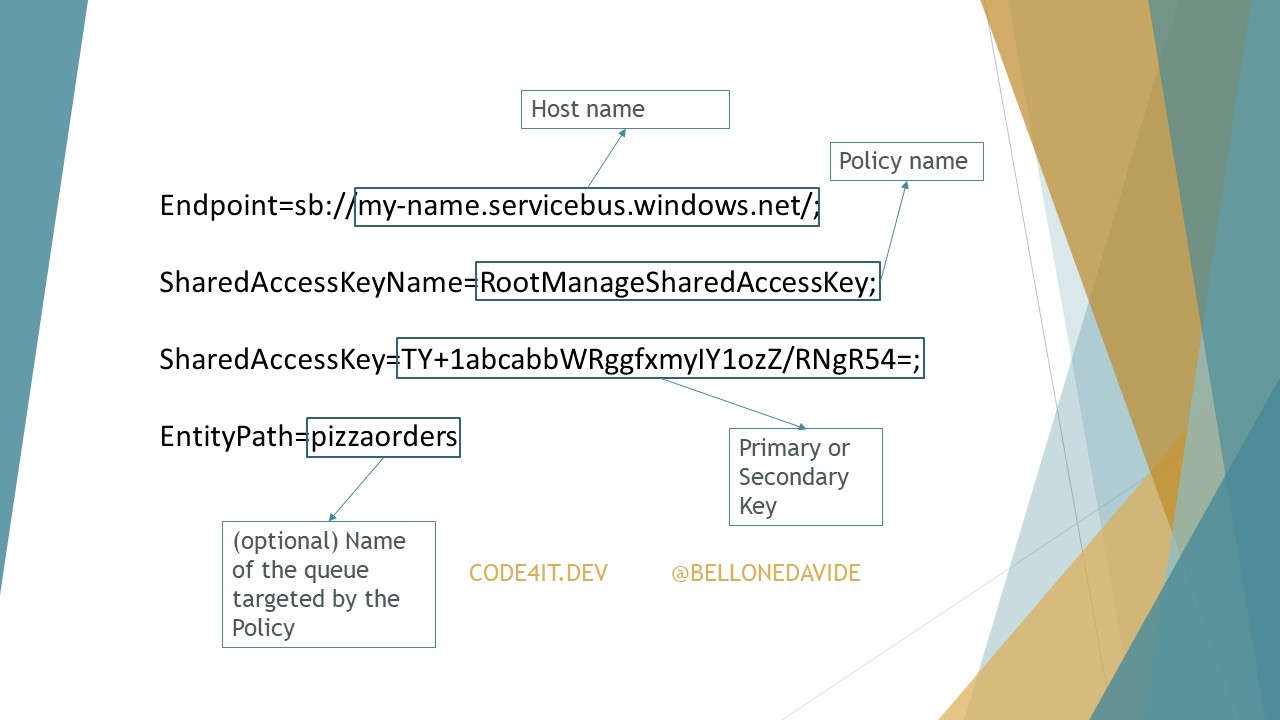 Host name
Policy name
Endpoint=sb://my-name.servicebus.windows.net/;
SharedAccessKeyName=RootManageSharedAccessKey;
SharedAccessKey=TY+1abcabbWRggfxmyIY1ozZ/RNgR54=;
EntityPath=pizzaorders
Primary or
Secondary
Key
(optional) Name
of the queue
targeted by the
Policy
CODE4IT.DEV @BELLONEDAVIDE